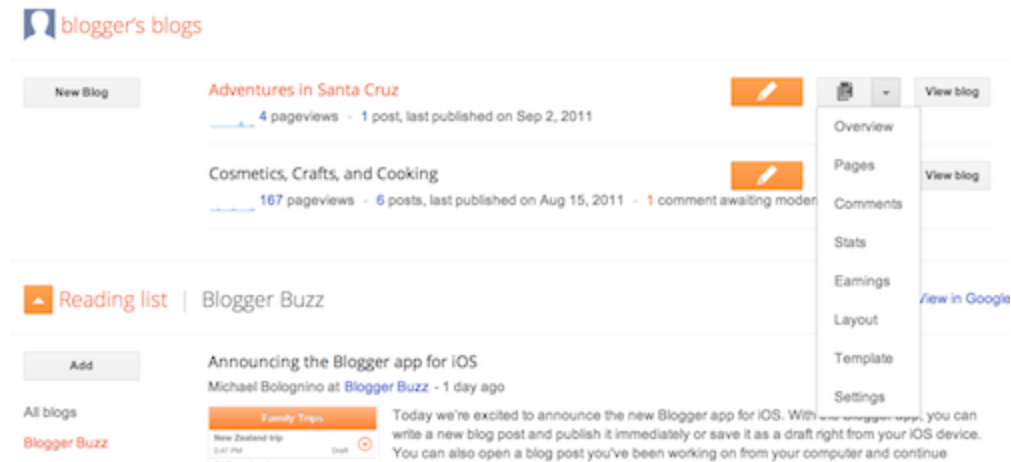 blogger's blogs
New Blog
Adventures in Santa Cruz
View blog
4 pageviews - 1 post, last published on Sep 2, 2011
Overview
Pages
Cosmetics, Crafts, and Cooking
View blog
167 pageviews - 6 posts, last published on Aug 15, 2011 - 1 comment awaiting moder
Comments
Stats
Earnings
Layout
Template
Settings
Reading list | Blogger Buzz
View in Google
Add
Announcing the Blogger app for iOS
Michael Bolognino at Blogger Buzz - 1 day ago
All blogs
Blogger Buzz
Family Trips
New Zealand trip
2:47 PM Draft
Today we're excited to announce the new Blogger app for iOS. With the Blogger app, you can
write a new blog post and publish it immediately or save it as a draft right from your iOS device.
You can also open a blog post you've been working on from your computer and continue